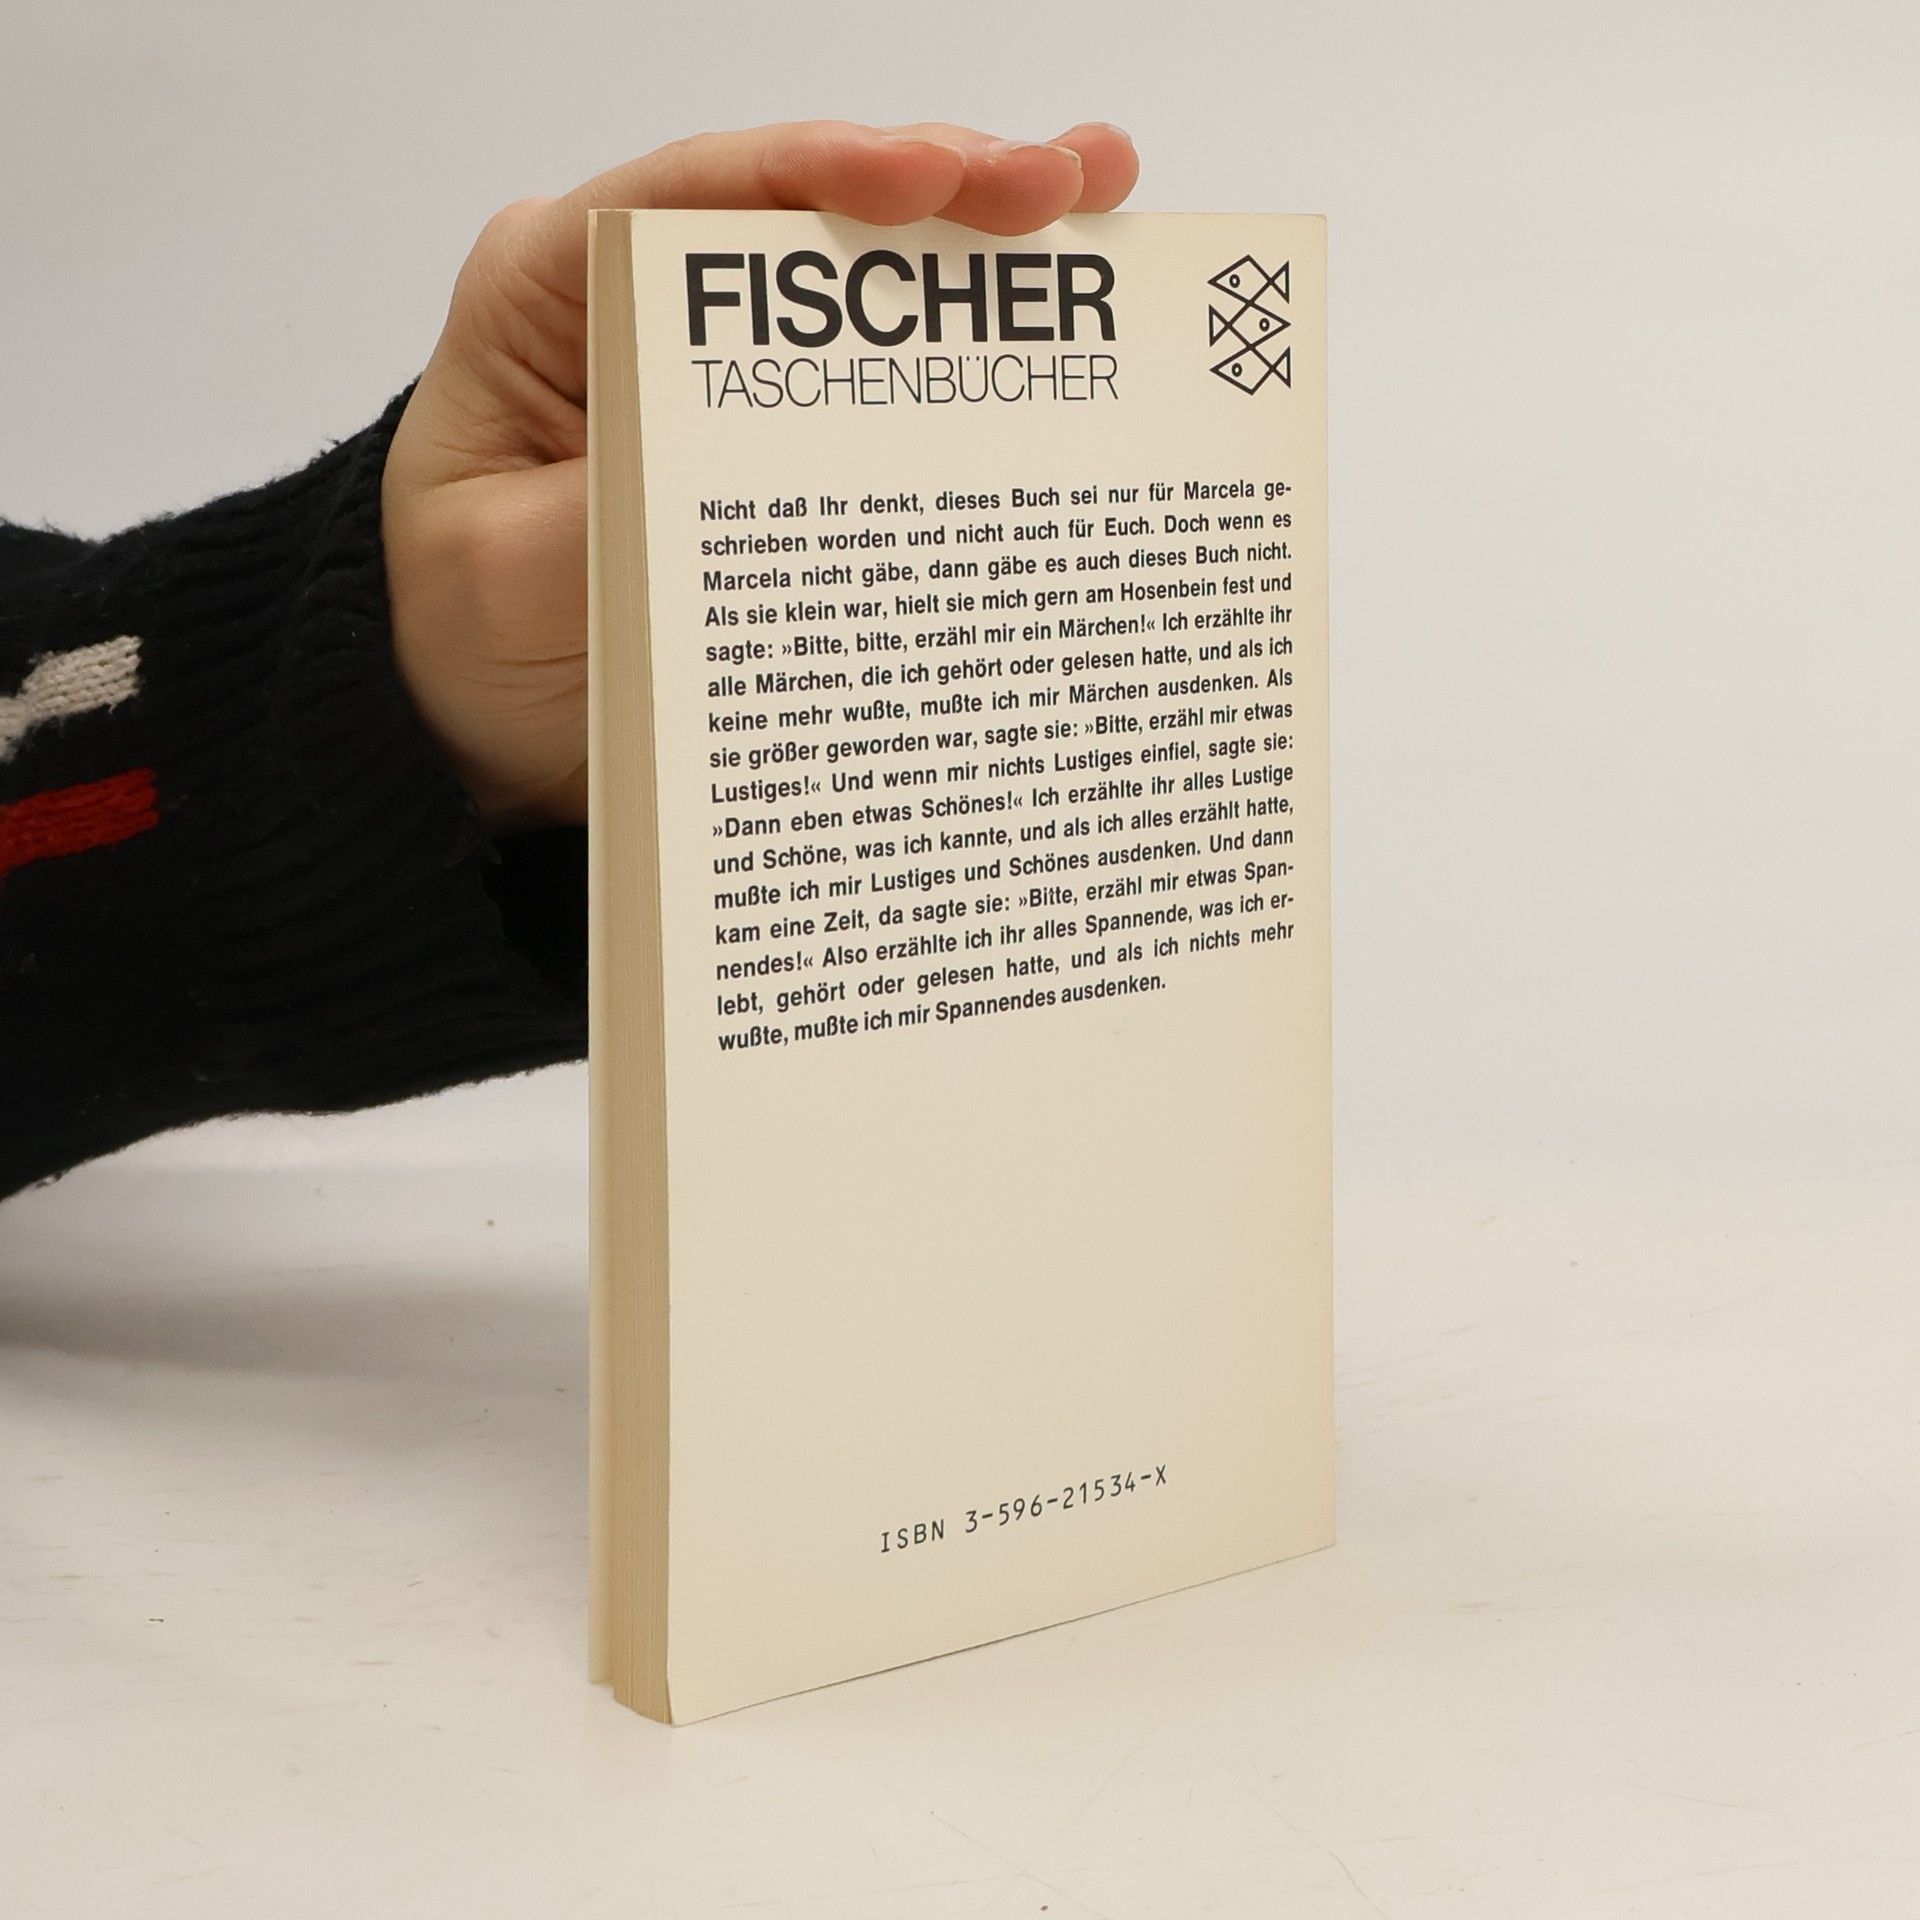 FISCHER
TASCHENBÜCHER
Nicht daß Ihr denkt, dieses Buch sei nur für Marcela ge-
schrieben worden und nicht auch für Euch. Doch wenn es
Marcela nicht gäbe, dann gäbe es auch dieses Buch nicht.
Als sie klein war, hielt sie mich gern am Hosenbein fest und
sagte: »Bitte, bitte, erzähl mir ein Märchen!« Ich erzählte ihr
alle Märchen, die ich gehört oder gelesen hatte, und als ich
keine mehr wußte, mußte ich mir Märchen ausdenken. Als
sie größer geworden war, sagte sie: »Bitte, erzähl mir etwas
Lustiges!« Und wenn mir nichts Lustiges einfiel, sagte sie:
»Dann eben etwas Schönes!« Ich erzählte ihr alles Lustige
und Schöne, was ich kannte, und als ich alles erzählt hatte,
mußte ich mir Lustiges und Schönes ausdenken. Und dann
kam eine Zeit, da sagte sie: »Bitte, erzähl mir etwas Span-
nendes!« Also erzählte ich ihr alles Spannende, was ich er-
lebt, gehört oder gelesen hatte, und als ich nichts mehr
wußte, mußte ich mir Spannendes ausdenken.
ISBN 3-596-21534-X